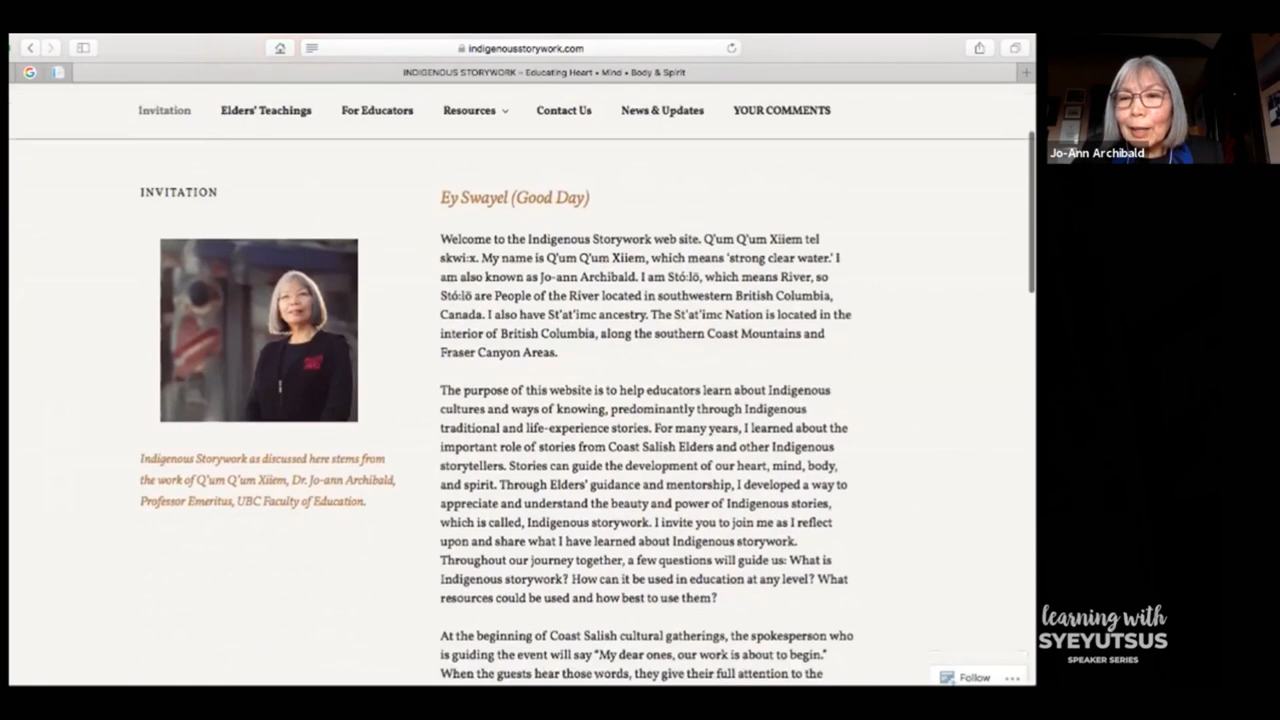 indigenousstorywork.com
INDIGENOUS STORYWORK – Educating Heart • Mind • Body & Spirit
Invitation Elders' Teachings For Educators Resources Contact Us News & Updates YOUR COMMENTS
INVITATION
Indigenous Storywork as discussed here stems from
the work of Q'um Q'um Xiiem, Dr. Jo-ann Archibald,
Professor Emeritus, UBC Faculty of Education.
Ey Swayel (Good Day)
Welcome to the Indigenous Storywork web site. Q'um Q'um Xiiem tel
skwi:x. My name is Q'um Q'um Xiiem, which means 'strong clear water.' I
am also known as Jo-ann Archibald. I am Stó:lō, which means River, so
Stó:lō are People of the River located in southwestern British Columbia,
Canada. I also have St'at'imc ancestry. The St'at'imc Nation is located in the
interior of British Columbia, along the southern Coast Mountains and
Fraser Canyon Areas.
The purpose of this website is to help educators learn about Indigenous
cultures and ways of knowing, predominantly through Indigenous
traditional and life-experience stories. For many years, I learned about the
important role of stories from Coast Salish Elders and other Indigenous
storytellers. Stories can guide the development of our heart, mind, body,
and spirit. Through Elders' guidance and mentorship, I developed a way to
appreciate and understand the beauty and power of Indigenous stories,
which is called, Indigenous storywork. I invite you to join me as I reflect
upon and share what I have learned about Indigenous storywork.
Throughout our journey together, a few questions will guide us: What is
Indigenous storywork? How can it be used in education at any level? What
resources could be used and how best to use them?
At the beginning of Coast Salish cultural gatherings, the spokesperson who
is guiding the event will say “My dear ones, our work is about to begin.”
When the guests hear those words, they give their full attention to the
Follow
Jo-Ann Archibald
learning with
SYEYUTSUS
SPEAKER SERIES